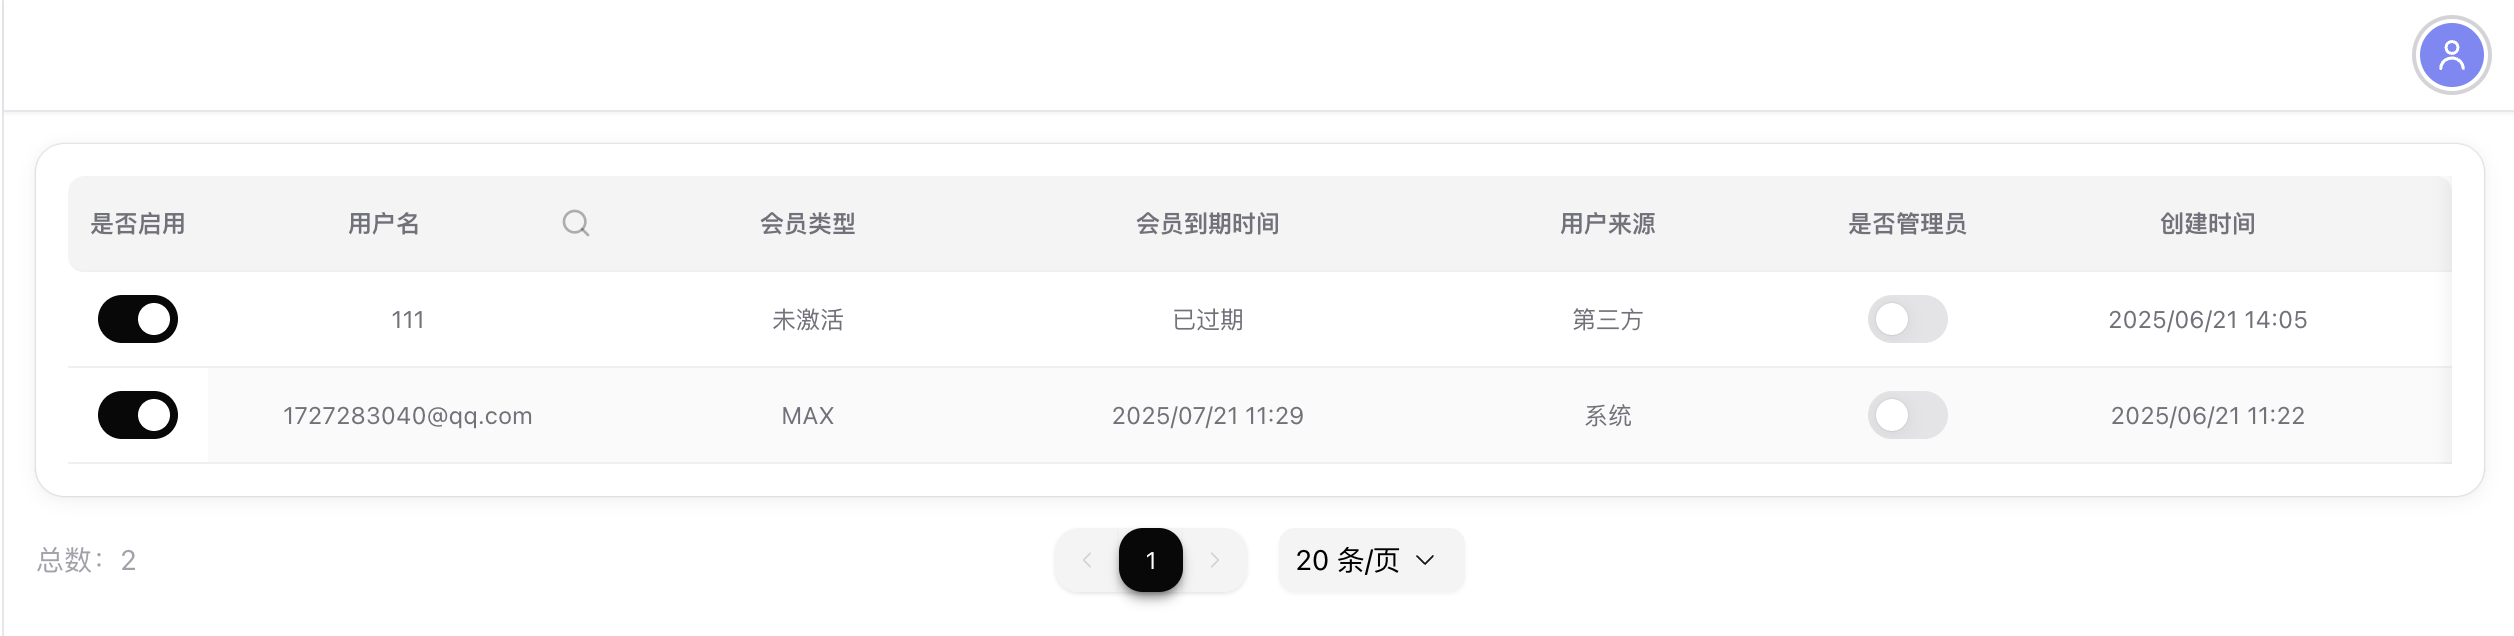 是否启用 用户名 会员类型 会员到期时间 用户来源 是否管理员 创建时间
111 未激活 已过期 第三方 2025/06/21 14:05
1727283040@qq.com MAX 2025/07/21 11:29 系统 2025/06/21 11:22
总数：2 1 20 条/页